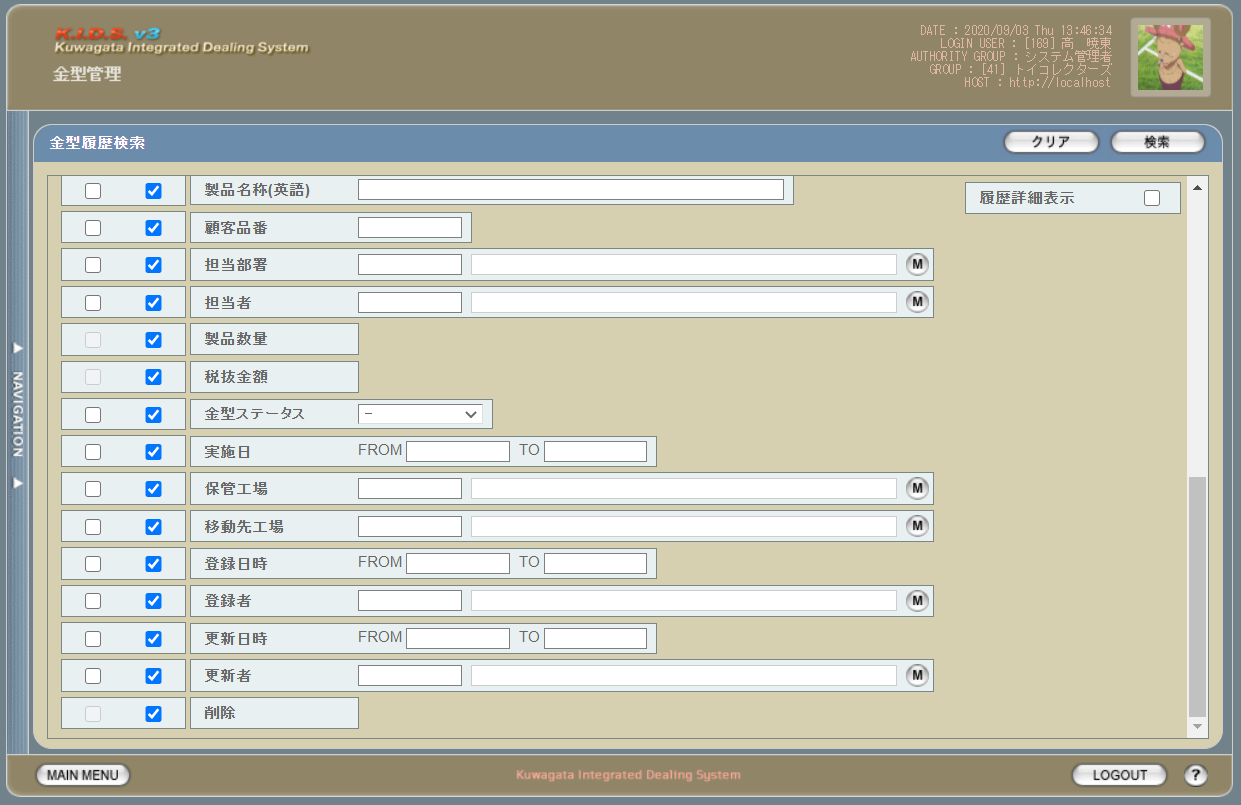 K.I.D.S. v3
Kuwagata Integrated Dealing System
金型管理
DATE : 2020/09/03 Thu 13:46:34
LOGIN USER : [169] 高 暁東
AUTHORITY GROUP : システム管理者
GROUP : [41] トイコレクターズ
HOST : http://localhost
金型履歴検索
クリア
検索
製品名称(英語)
履歴詳細表示
顧客品番
担当部署 M
担当者 M
製品数量
税抜金額
金型ステータス −
実施日 FROM TO
保管工場 M
移動先工場 M
登録日時 FROM TO
登録者 M
更新日時 FROM TO
更新者 M
削除
NAVIGATION
MAIN MENU
Kuwagata Integrated Dealing System
LOGOUT
?